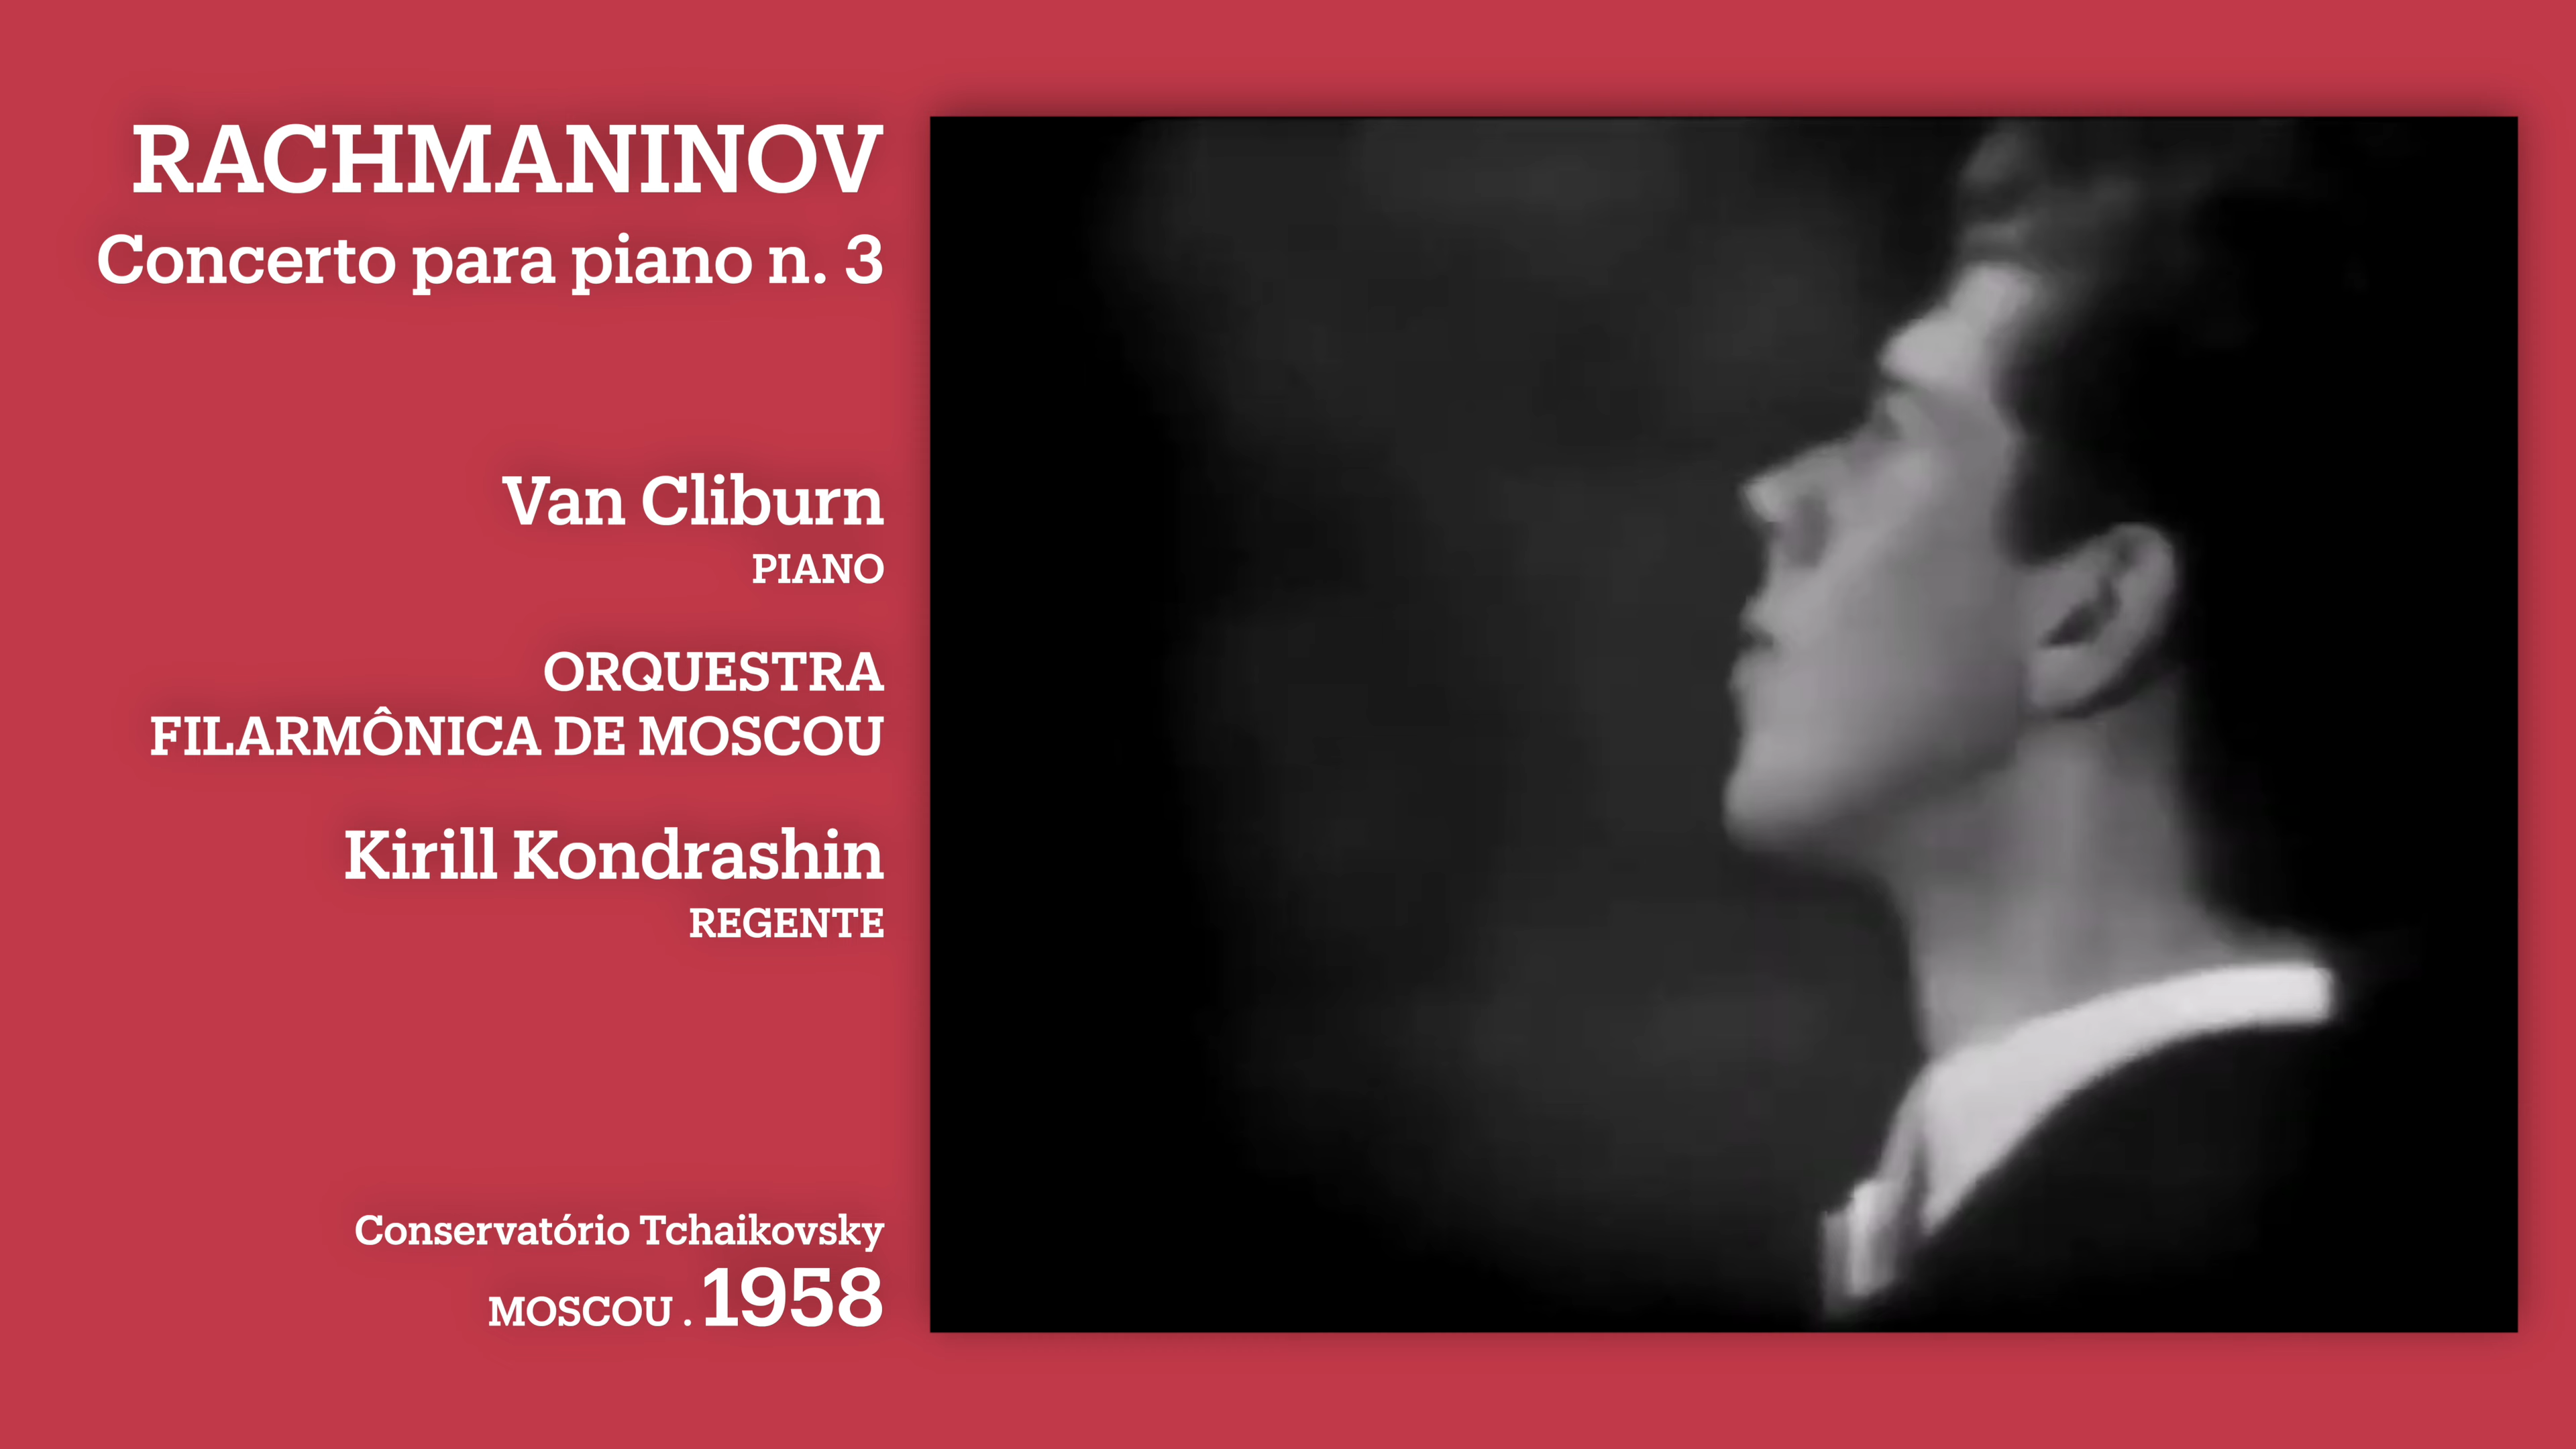 RACHMANINOV
Concerto para piano n. 3
Van Cliburn
PIANO
ORQUESTRA
FILARMÔNICA DE MOSCOU
Kirill Kondrashin
REGENTE
Conservatório Tchaikovsky
MOSCOU . 1958